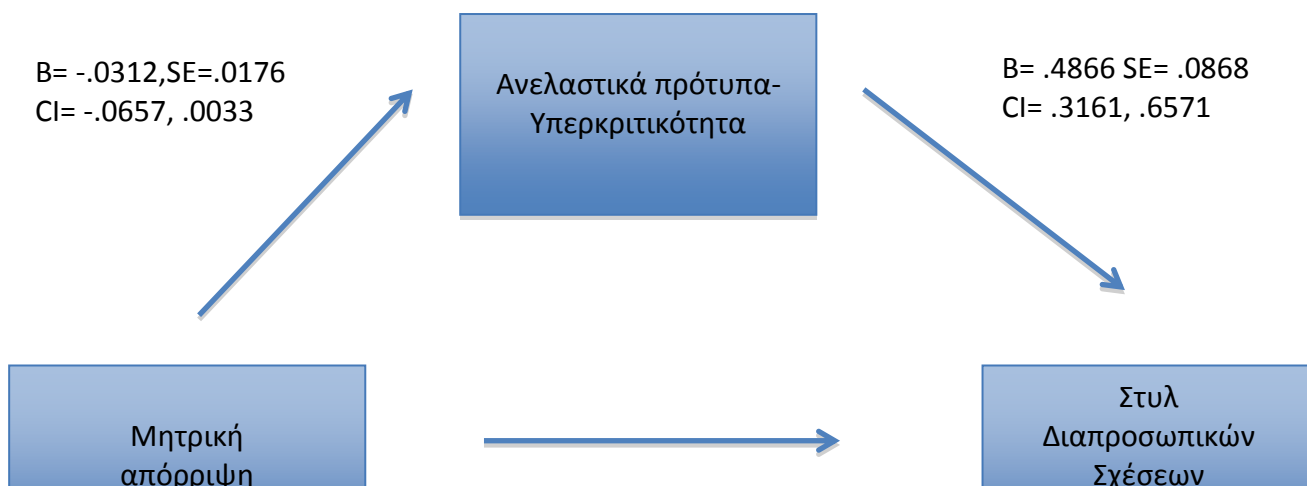 B= -.0312,SE=.0176
CI= -.0657, .0033
Ανελαστικά πρότυπα-
Υπερκριτικότητα
B= .4866 SE= .0868
CI= .3161, .6571
Μητρική
απόρριψη
Στυλ
Διαπροσωπικών
Σχέσεων